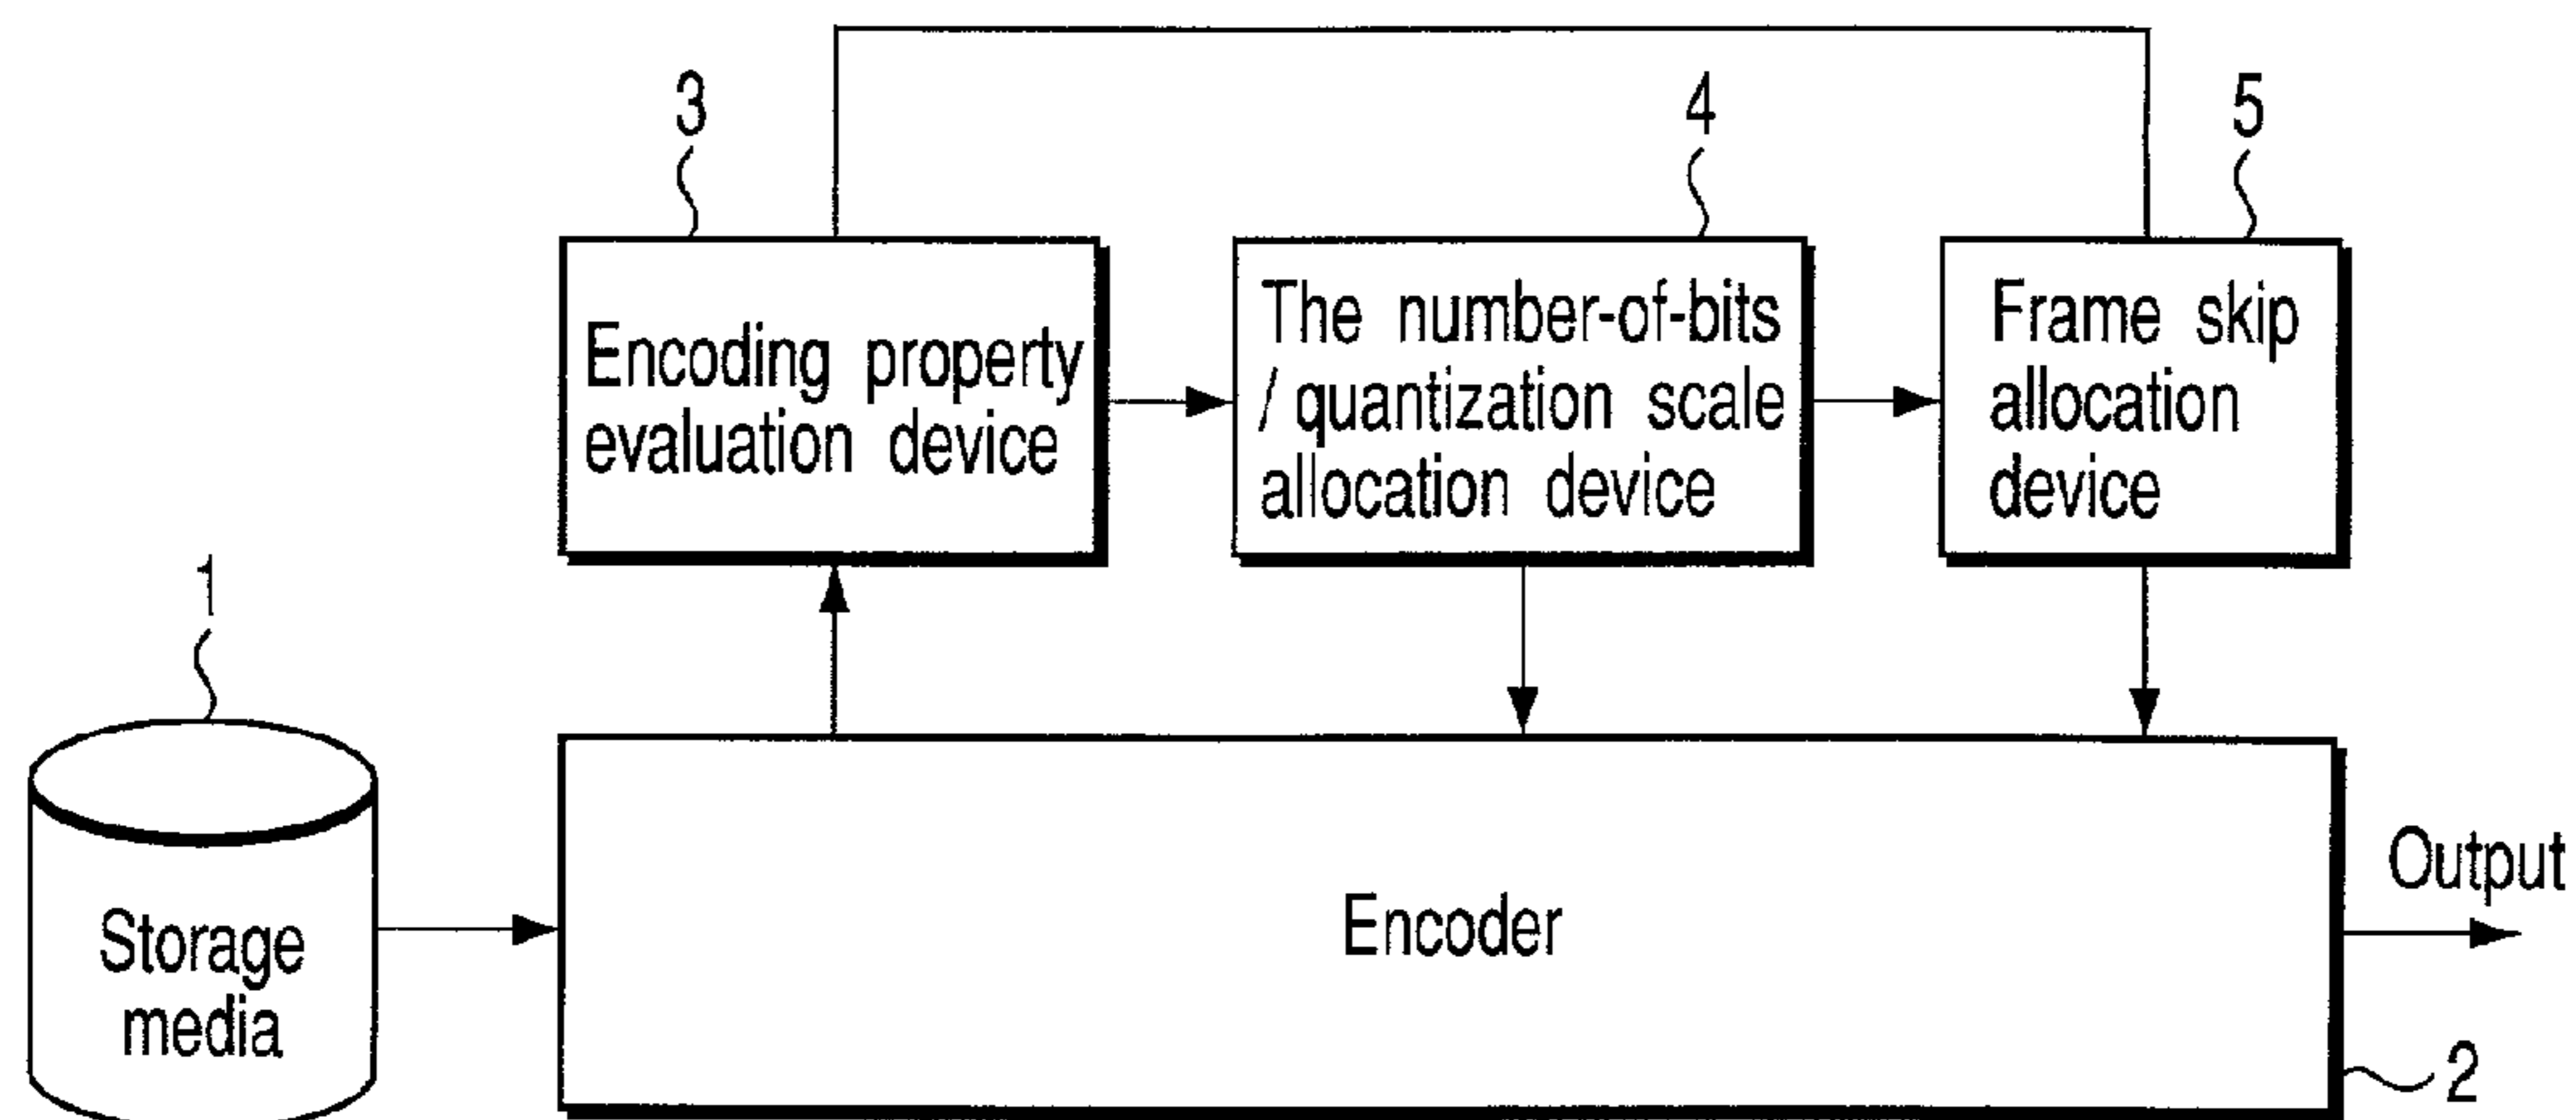 3
4
5
Encoding property
evaluation device
The number-of-bits
/ quantization scale
allocation device
Frame skip
allocation
device
1
Storage
media
Encoder
Output
2